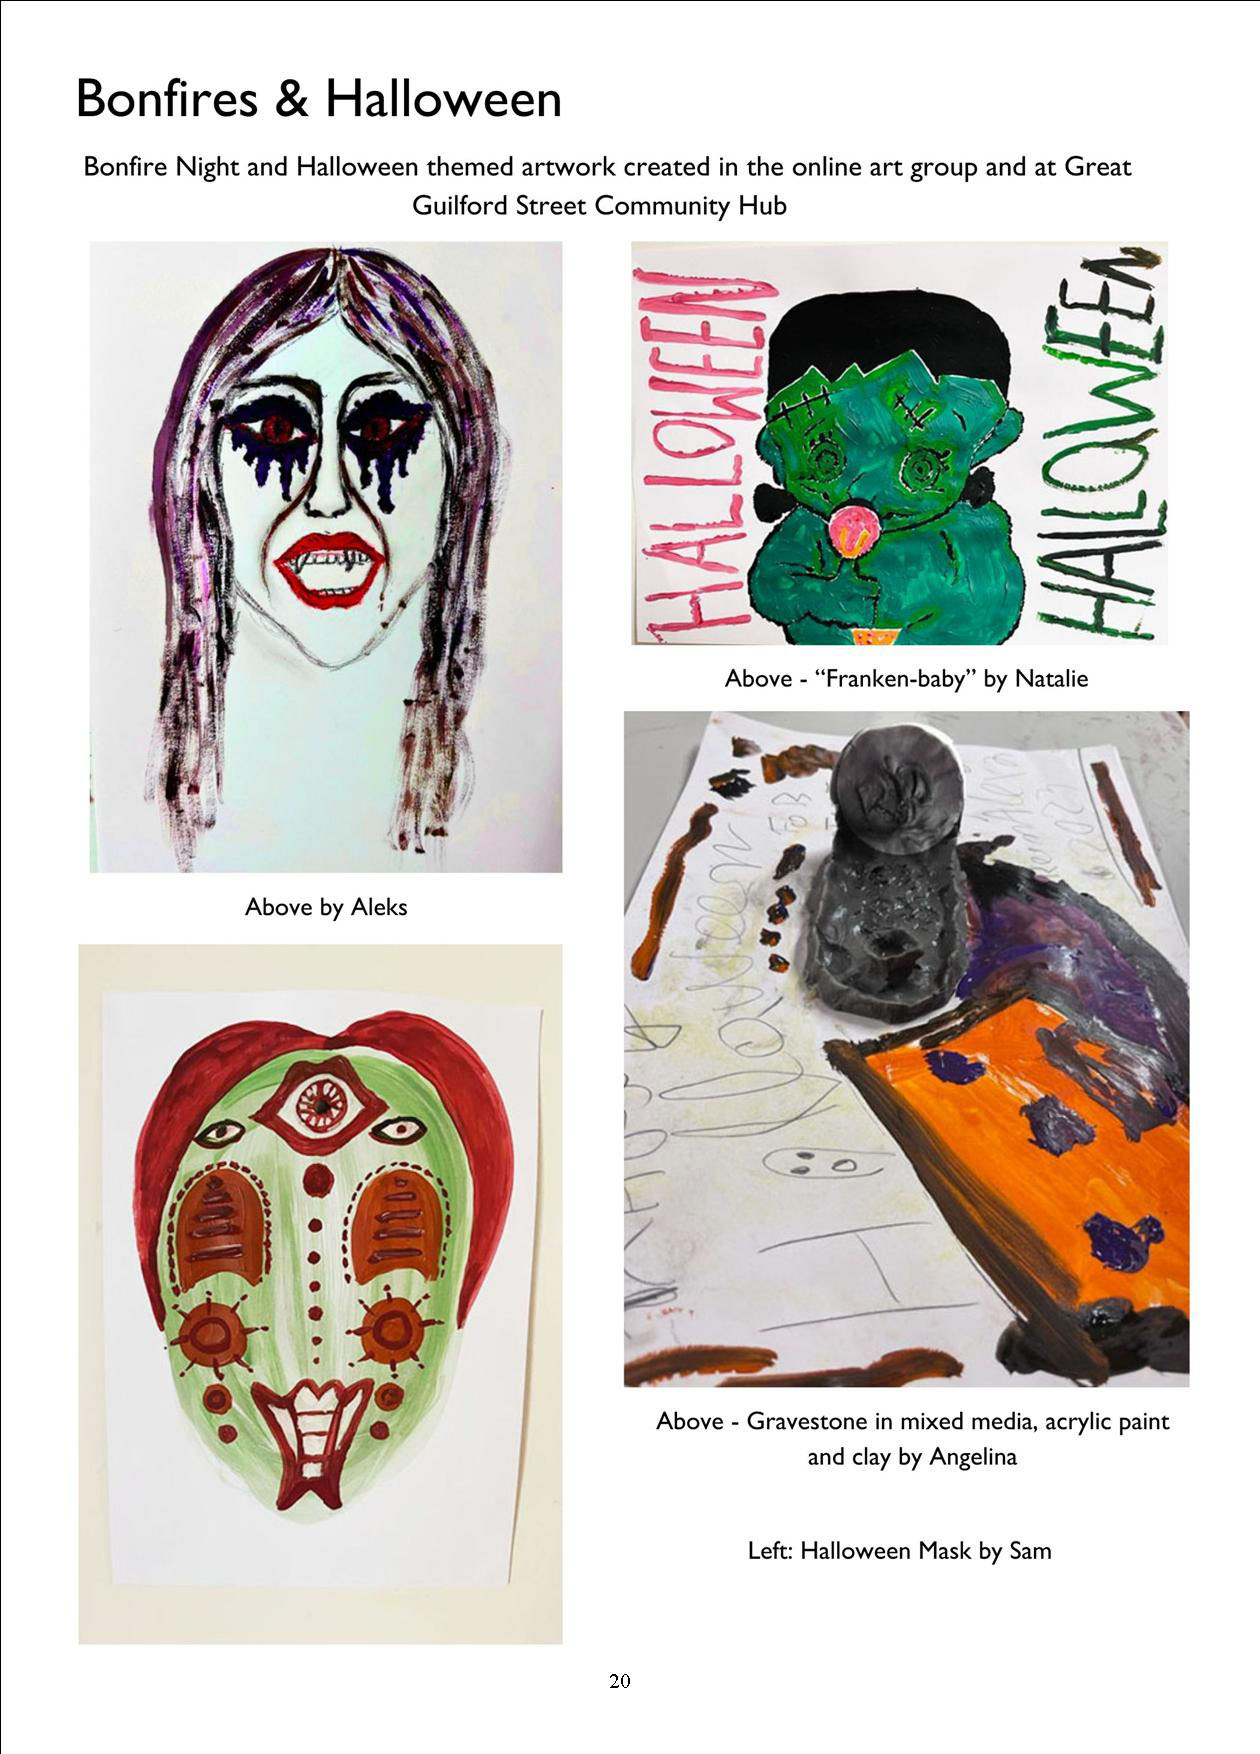 Bonfires & Halloween
Bonfire Night and Halloween themed artwork created in the online art group and at Great
Guilford Street Community Hub
HALLOWEEN
HALLOWEEN
Above - “Franken-baby” by Natalie
Above by Aleks
Halloween
Above - Gravestone in mixed media, acrylic paint
and clay by Angelina
Left: Halloween Mask by Sam
20